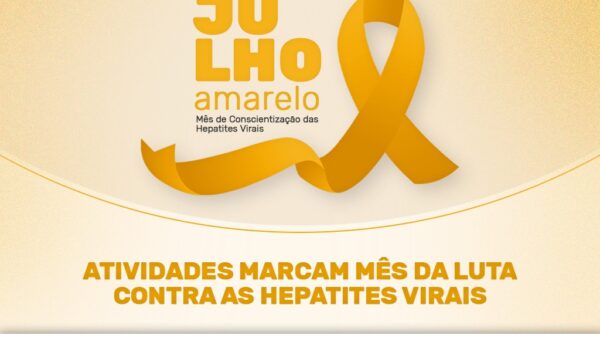 JU
LHO
amarelo
Mês de Conscientização das
Hepatites Virais
ATIVIDADES MARCAM MÊS DA LUTA
CONTRA AS HEPATITES VIRAIS